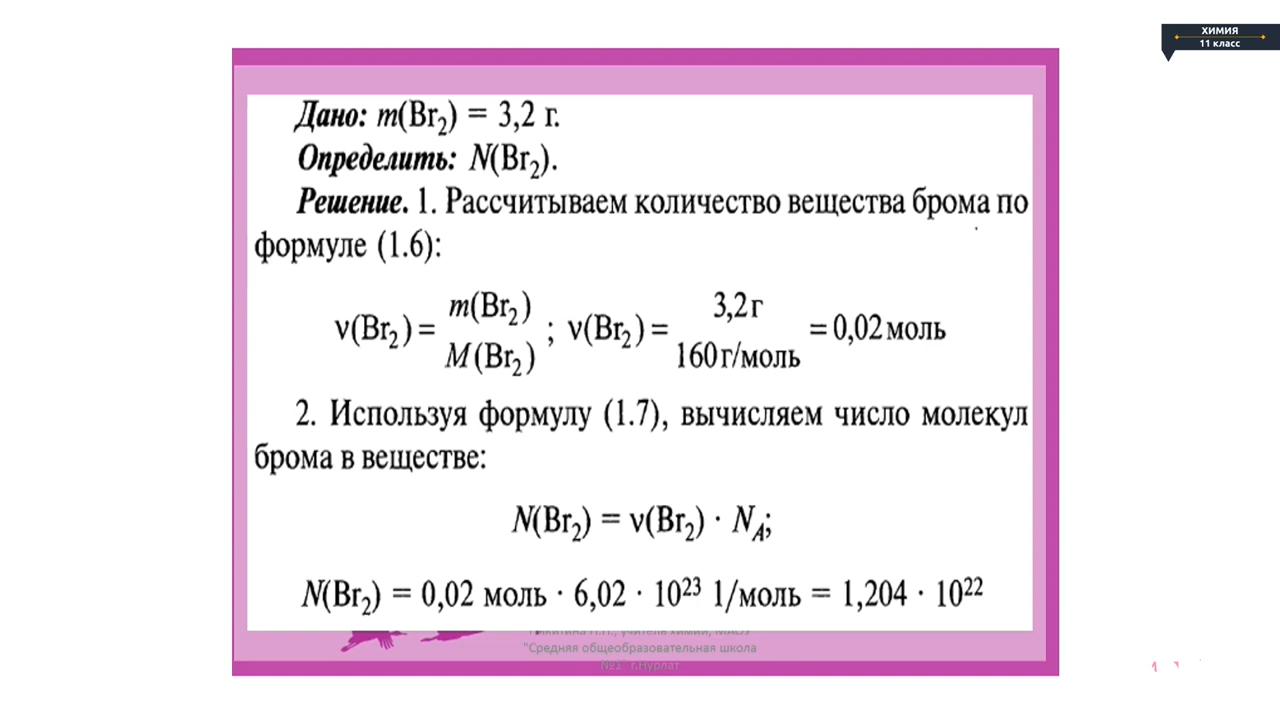 ХИМИЯ
11 класс
Дано: m(Br₂) = 3,2 г.
Определить: N(Br₂).
Решение. 1. Рассчитываем количество вещества брома по
формуле (1.6):
ν(Br₂) = m(Br₂) / M(Br₂) ; ν(Br₂) = 3,2 г / 160 г/моль = 0,02 моль
2. Используя формулу (1.7), вычисляем число молекул
брома в веществе:
N(Br₂) = ν(Br₂) · N_A;
N(Br₂) = 0,02 моль · 6,02 · 10²³ 1/моль = 1,204 · 10²²
учитель химии, МАОУ
"Средняя общеобразовательная школа
№1" г.Нурлат